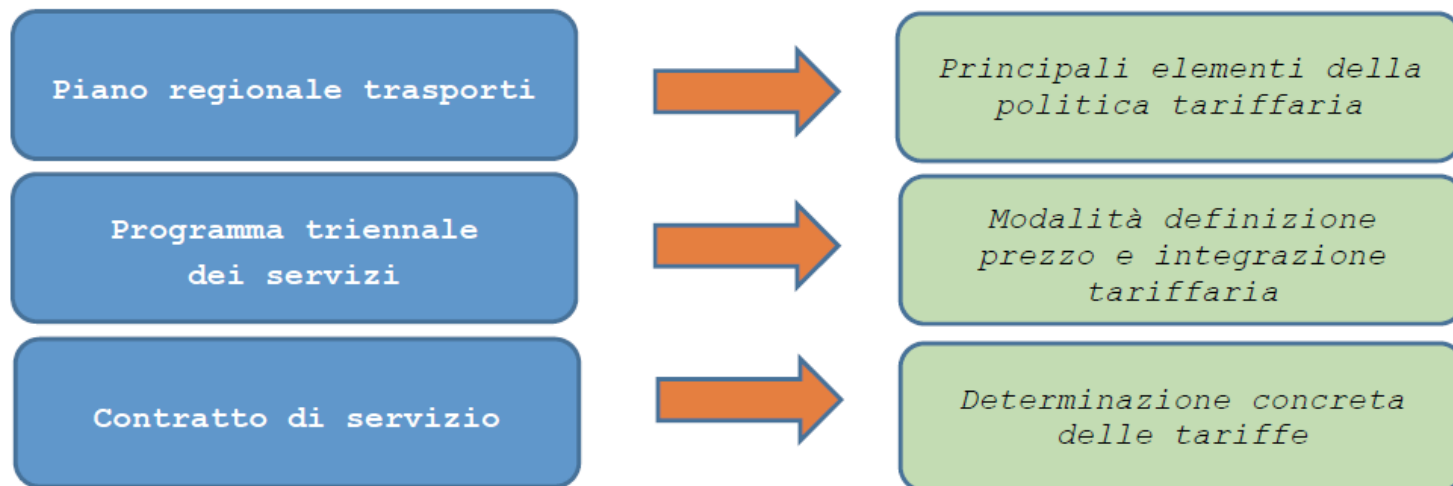 Piano regionale trasporti
Principali elementi della
politica tariffaria
Programma triennale
dei servizi
Modalità definizione
prezzo e integrazione
tariffaria
Contratto di servizio
Determinazione concreta
delle tariffe